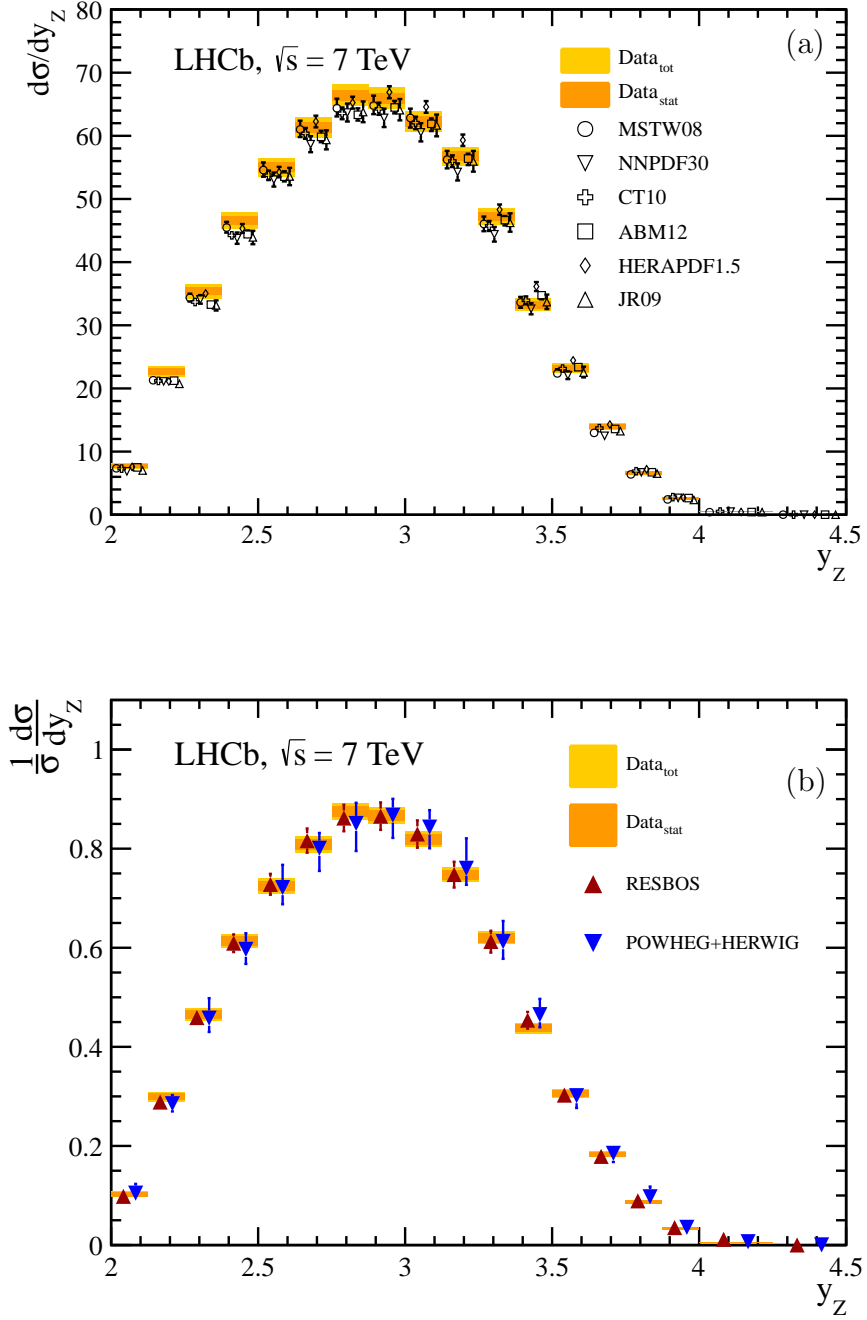 dσ/dy_Z
80
70
60
50
40
30
20
10
0
LHCb, √s = 7 TeV
(a)
Data_tot
Data_stat
MSTW08
NNPDF30
CT10
ABM12
HERAPDF1.5
JR09
2 2.5 3 3.5 4 4.5
y_Z
1/σ dσ/dy_Z
1
0.8
0.6
0.4
0.2
0
LHCb, √s = 7 TeV
(b)
Data_tot
Data_stat
RESBOS
POWHEG+HERWIG
2 2.5 3 3.5 4 4.5
y_Z